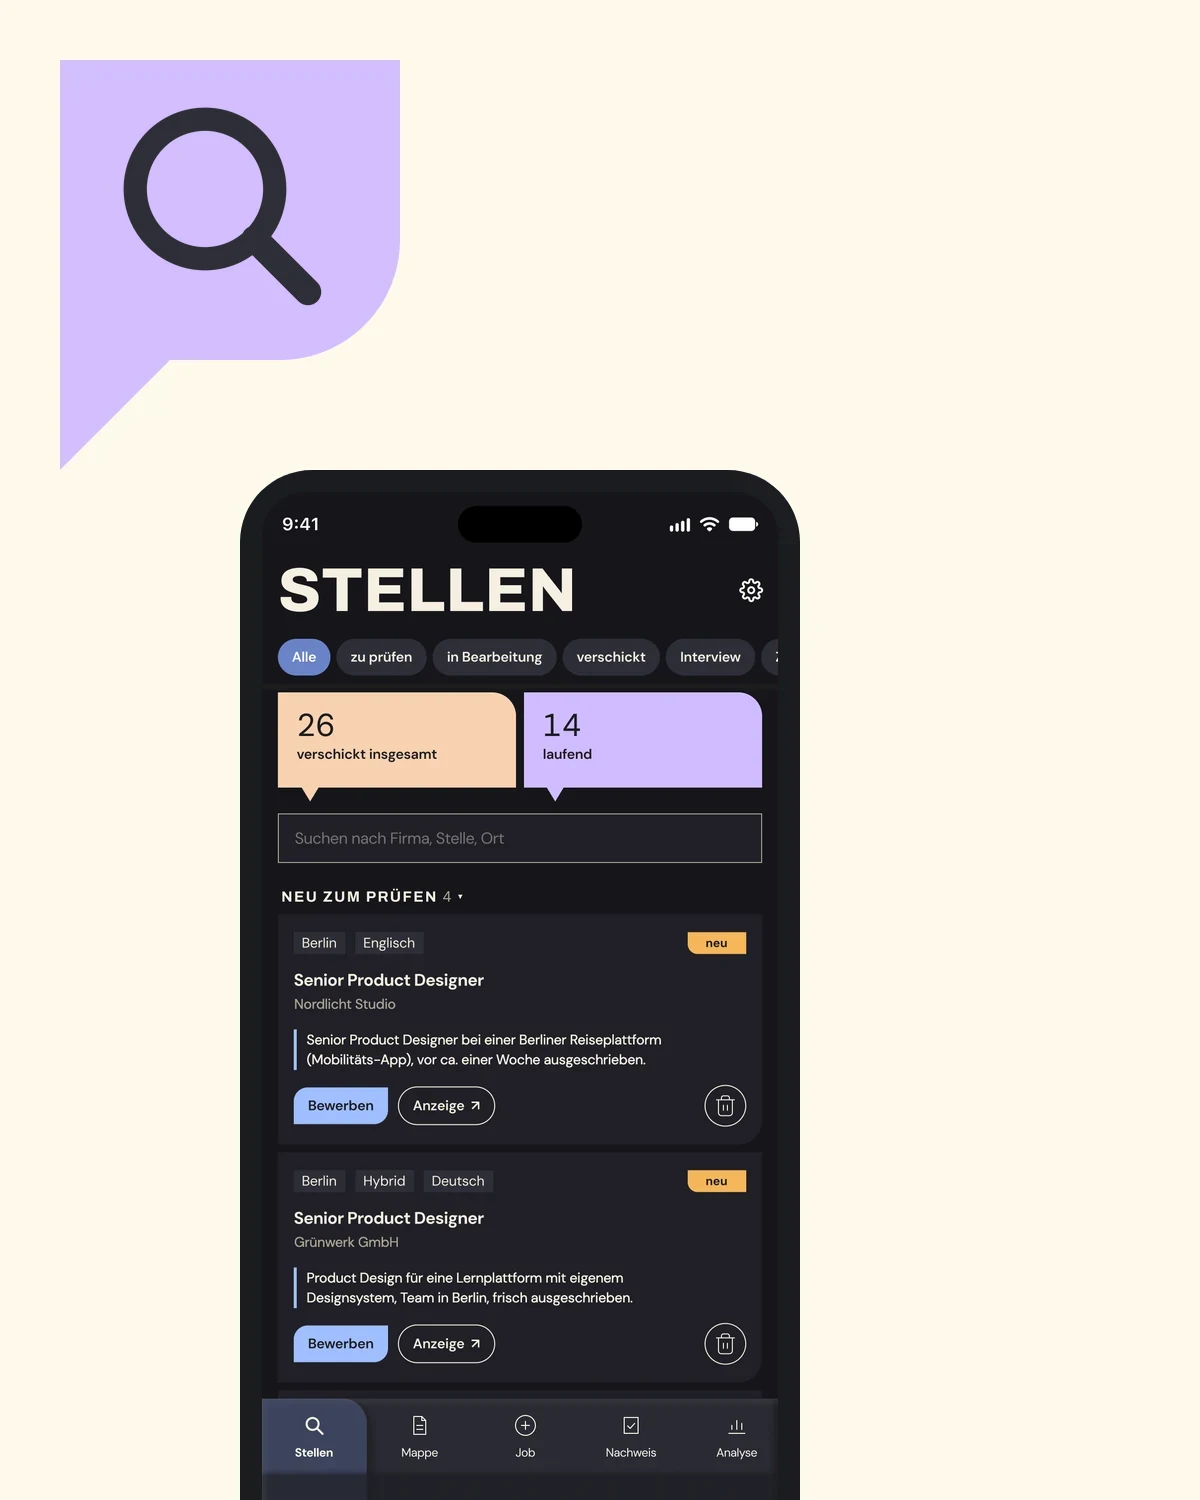 9:41
STELLEN
Alle zu prüfen in Bearbeitung verschickt Interview
26
verschickt insgesamt
14
laufend
Suchen nach Firma, Stelle, Ort
NEU ZUM PRÜFEN 4
Berlin Englisch neu
Senior Product Designer
Nordlicht Studio
Senior Product Designer bei einer Berliner Reiseplattform
(Mobilitäts-App), vor ca. einer Woche ausgeschrieben.
Bewerben Anzeige
Berlin Hybrid Deutsch neu
Senior Product Designer
Grünwerk GmbH
Product Design für eine Lernplattform mit eigenem
Designsystem, Team in Berlin, frisch ausgeschrieben.
Bewerben Anzeige
Stellen Mappe Job Nachweis Analyse